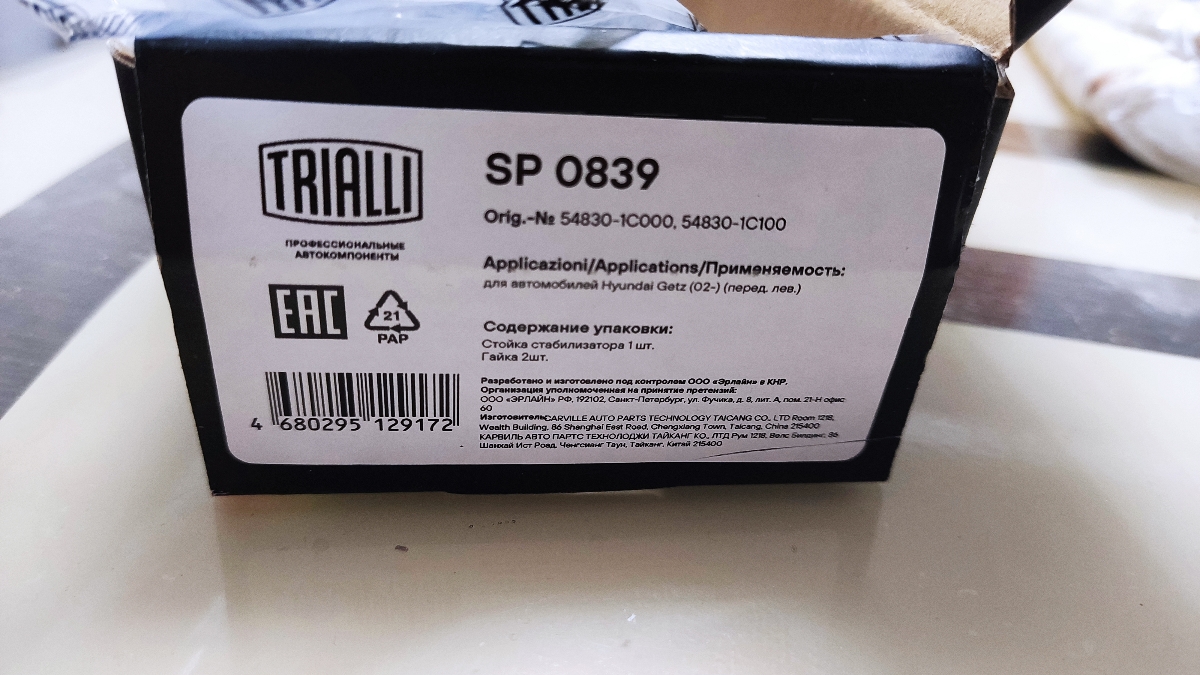 TRIALLI
ПРОФЕССИОНАЛЬНЫЕ
АВТОКОМПОНЕНТЫ
EAC
21
PAP
4 680295 129172
SP 0839
Orig.-№ 54830-1C000, 54830-1C100
Applicazioni/Applications/Применяемость:
для автомобилей Hyundai Getz (02-) (перед. лев.)
Содержание упаковки:
Стойка стабилизатора 1 шт.
Гайка 2шт.
Разработано и изготовлено под контролем ООО «Эрлайн» в КНР.
Организация уполномоченная на принятие претензий:
ООО «ЭРЛАЙН» РФ, 192102, Санкт-Петербург, ул. Фучика, д. 8, лит. А, пом. 21-Н офис
60
Изготовитель:CARVILLE AUTO PARTS TECHNOLOGY TAICANG CO., LTD Room 1218,
Wealth Building, 86 Shanghai East Road, Chengxiang Town, Taicang, China 215400
КАРВИЛЬ АВТО ПАРТС ТЕХНОЛОДЖИ ТАЙКАНГ КО., ЛТД Рум 1218, Велс Билдинг, 86
Шанхай Ист Роад, Ченгсианг Таун, Тайканг, Китай 215400